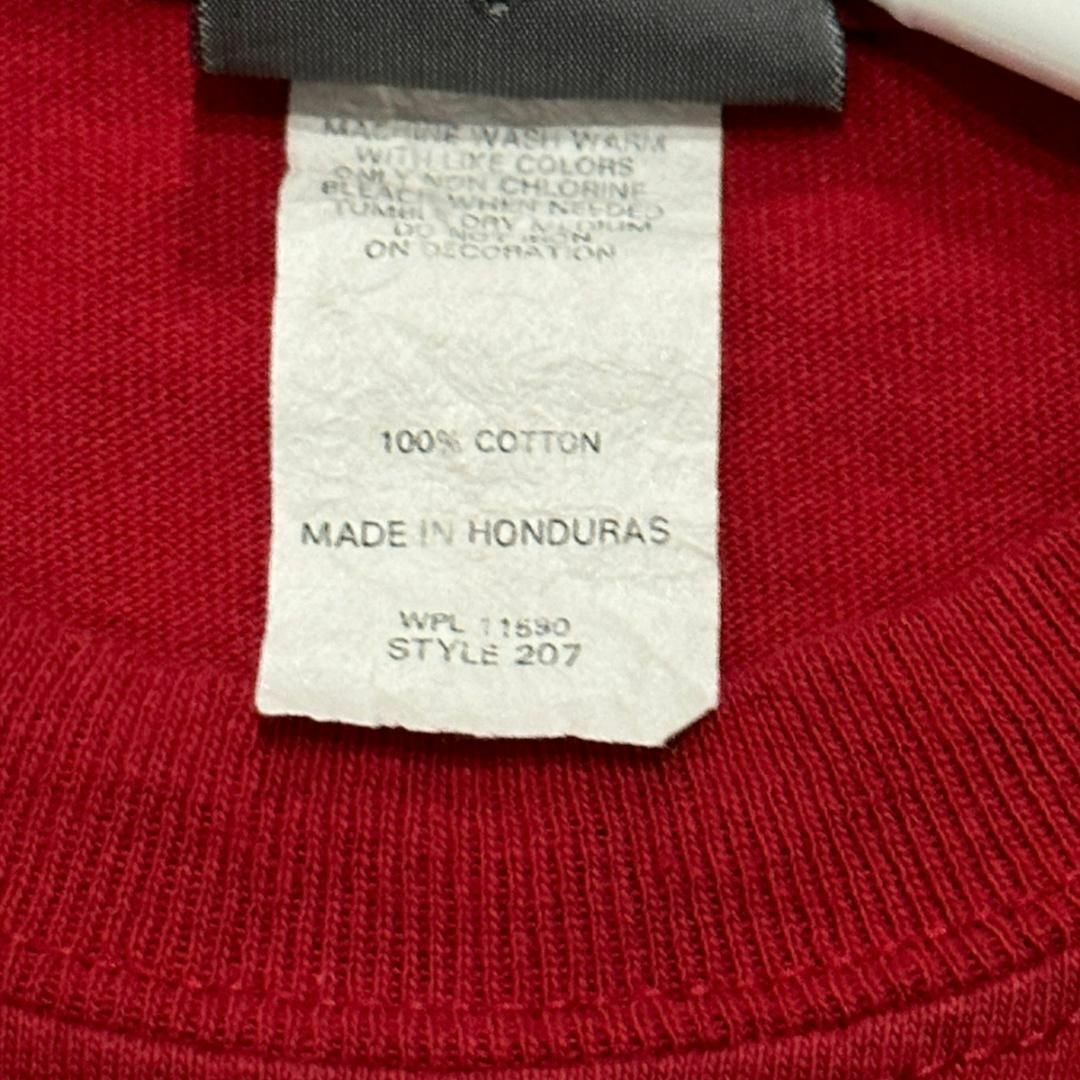 MACHINE WASH WARM
WITH LIKE COLORS
ONLY NON CHLORINE
BLEACH WHEN NEEDED
TUMBLE DRY MEDIUM
DO NOT IRON
ON DECORATION
100% COTTON
MADE IN HONDURAS
WPL 11590
STYLE 207